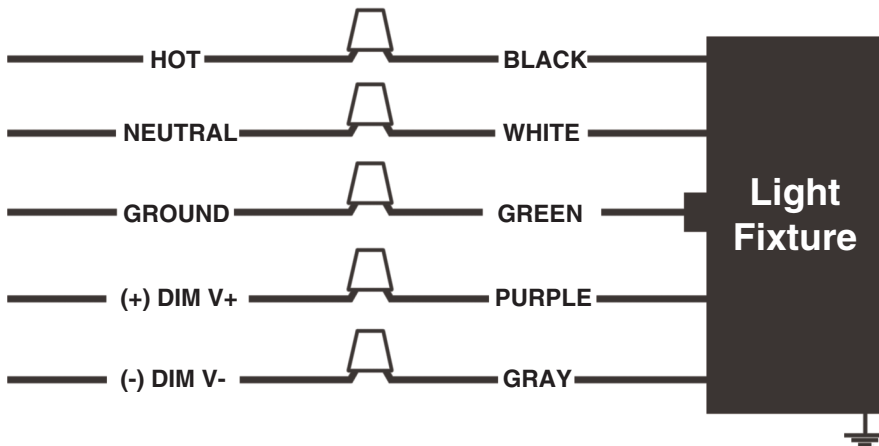 HOT BLACK
NEUTRAL WHITE
GROUND GREEN
(+) DIM V+ PURPLE
(-) DIM V- GRAY
Light
Fixture